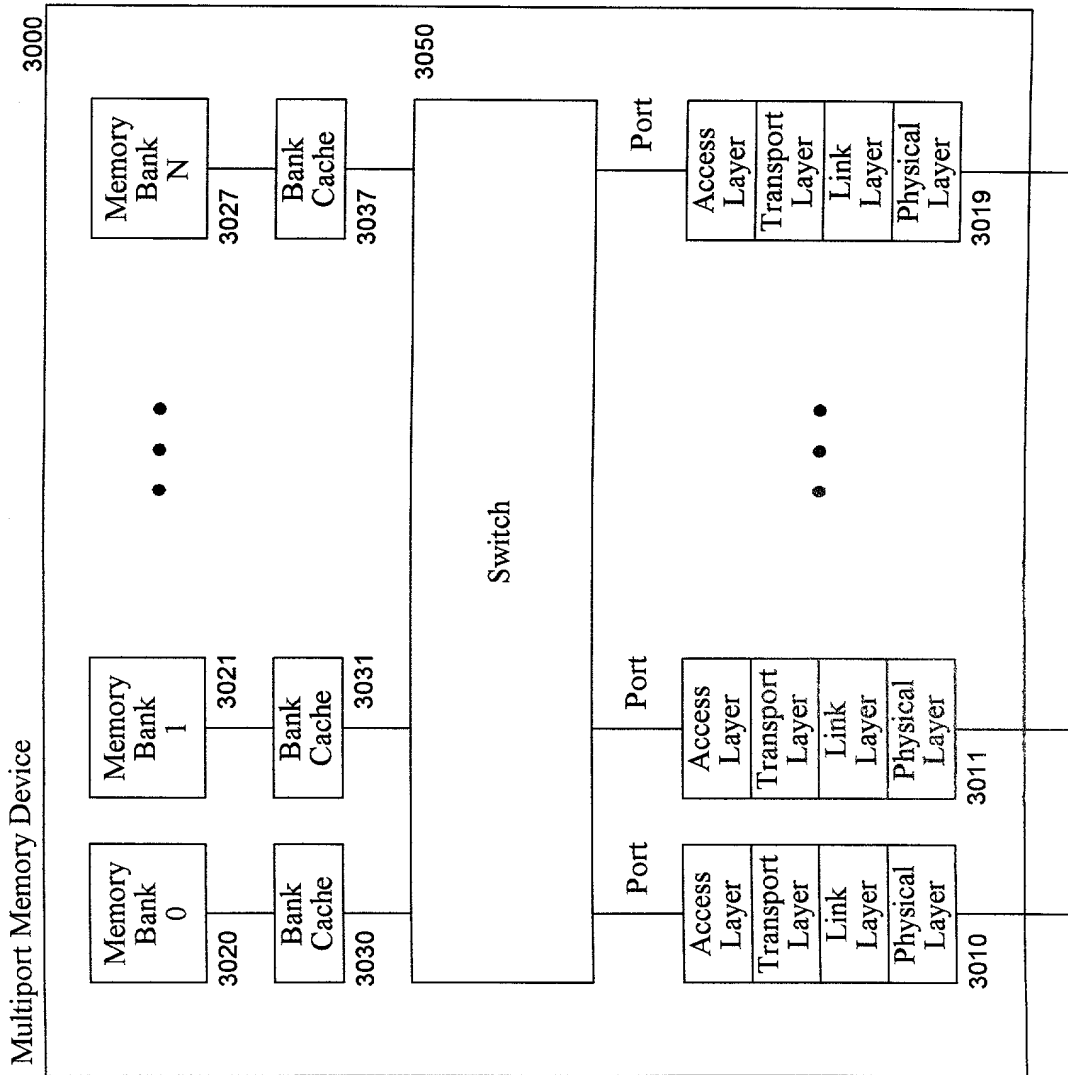 Multiport Memory Device
3000
Memory
Bank
0
3020
Memory
Bank
1
3021
Memory
Bank
N
3027
Bank
Cache
3030
Bank
Cache
3031
Bank
Cache
3037
3050
Switch
Port
Port
Port
Access
Layer
Transport
Layer
Link
Layer
Physical
Layer
3010
Access
Layer
Transport
Layer
Link
Layer
Physical
Layer
3011
Access
Layer
Transport
Layer
Link
Layer
Physical
Layer
3019